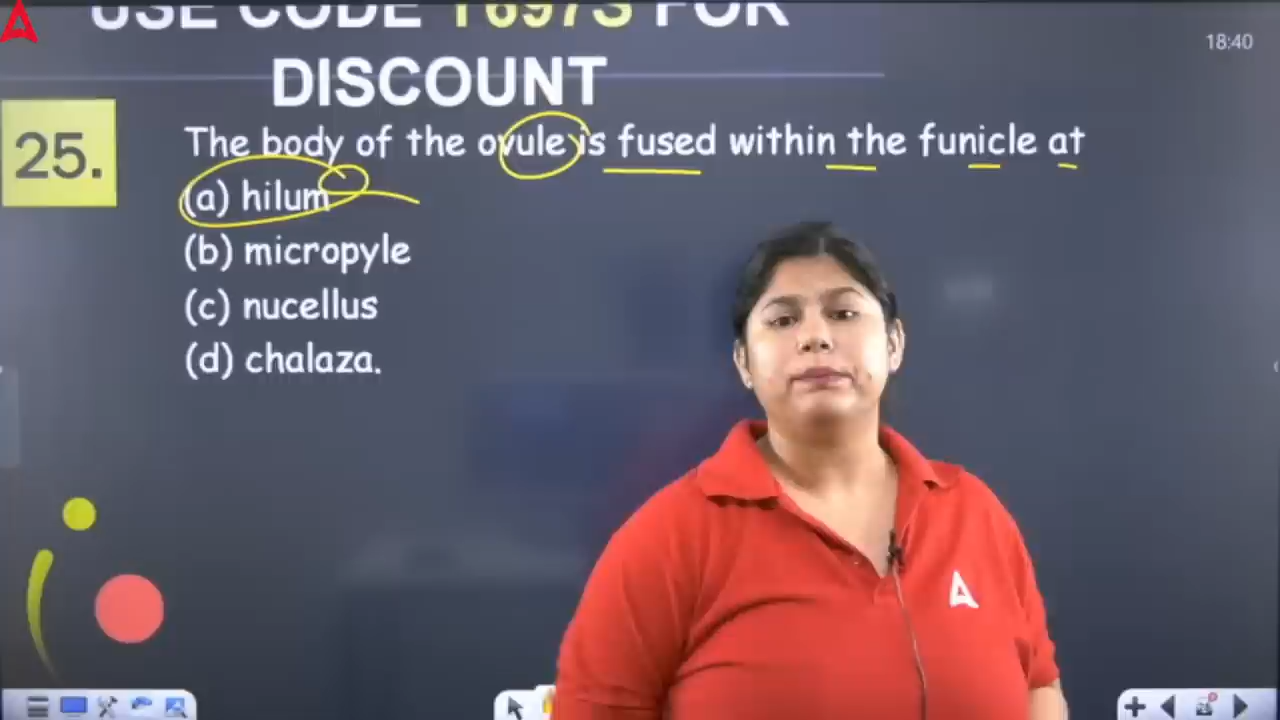 USE CODE Y697S FOR
DISCOUNT
18:40
25.
The body of the ovule is fused within the funicle at
(a) hilum
(b) micropyle
(c) nucellus
(d) chalaza.